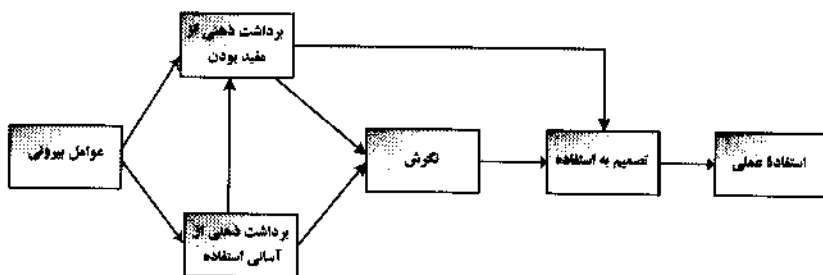 برداشت ذهنی از
مفید بودن
عوامل بیرونی
نگرش
تصمیم به استفاده
استفادهٔ عملی
برداشت ذهنی از
آسانی استفاده